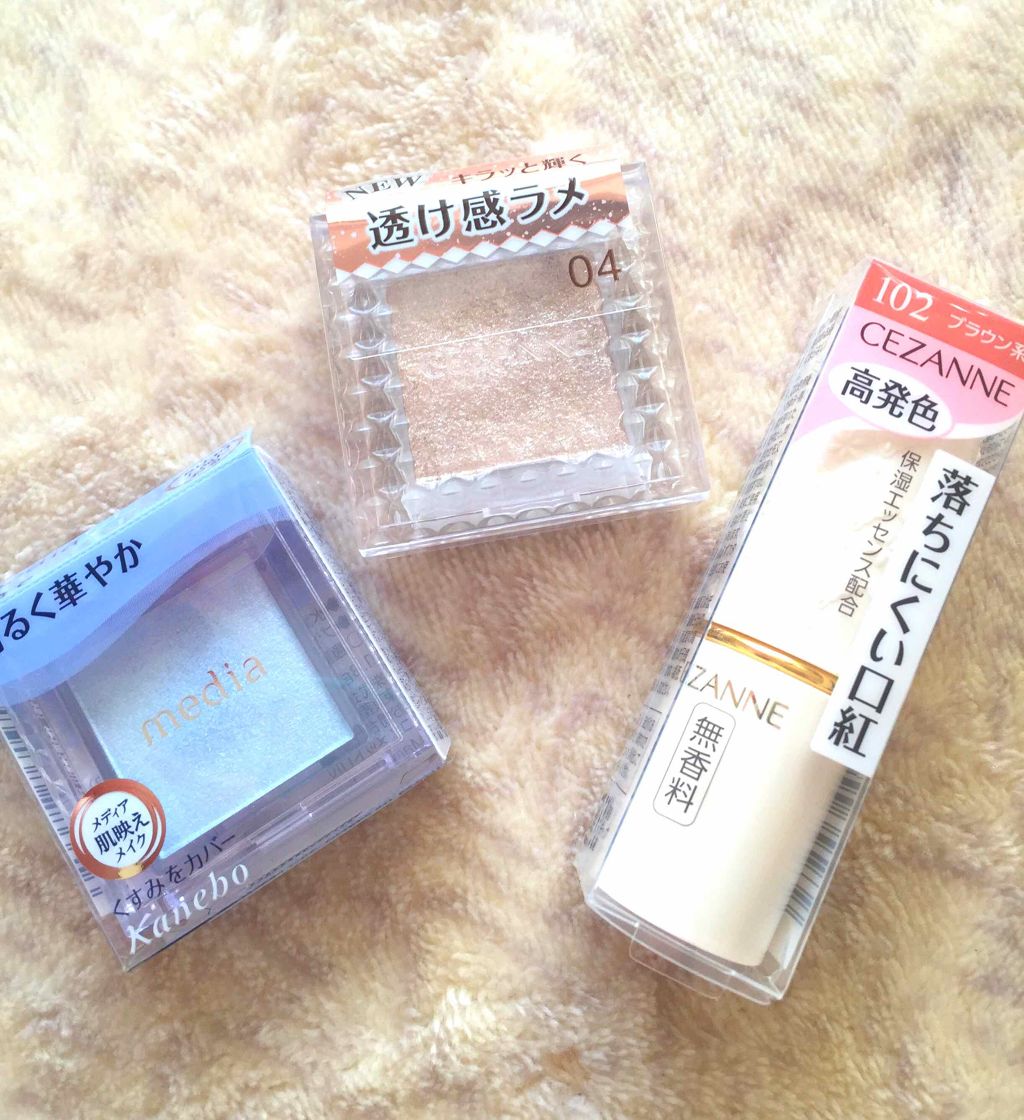 NEW キラッと輝く
透け感ラメ
04
102 ブラウン系
CEZANNE
高発色
保湿エッセンス配合
落ちにくい口紅
ZANNE
無香料
るく華やか
media
メディア
肌映え
メイク
くすみをカバー
Kanebo